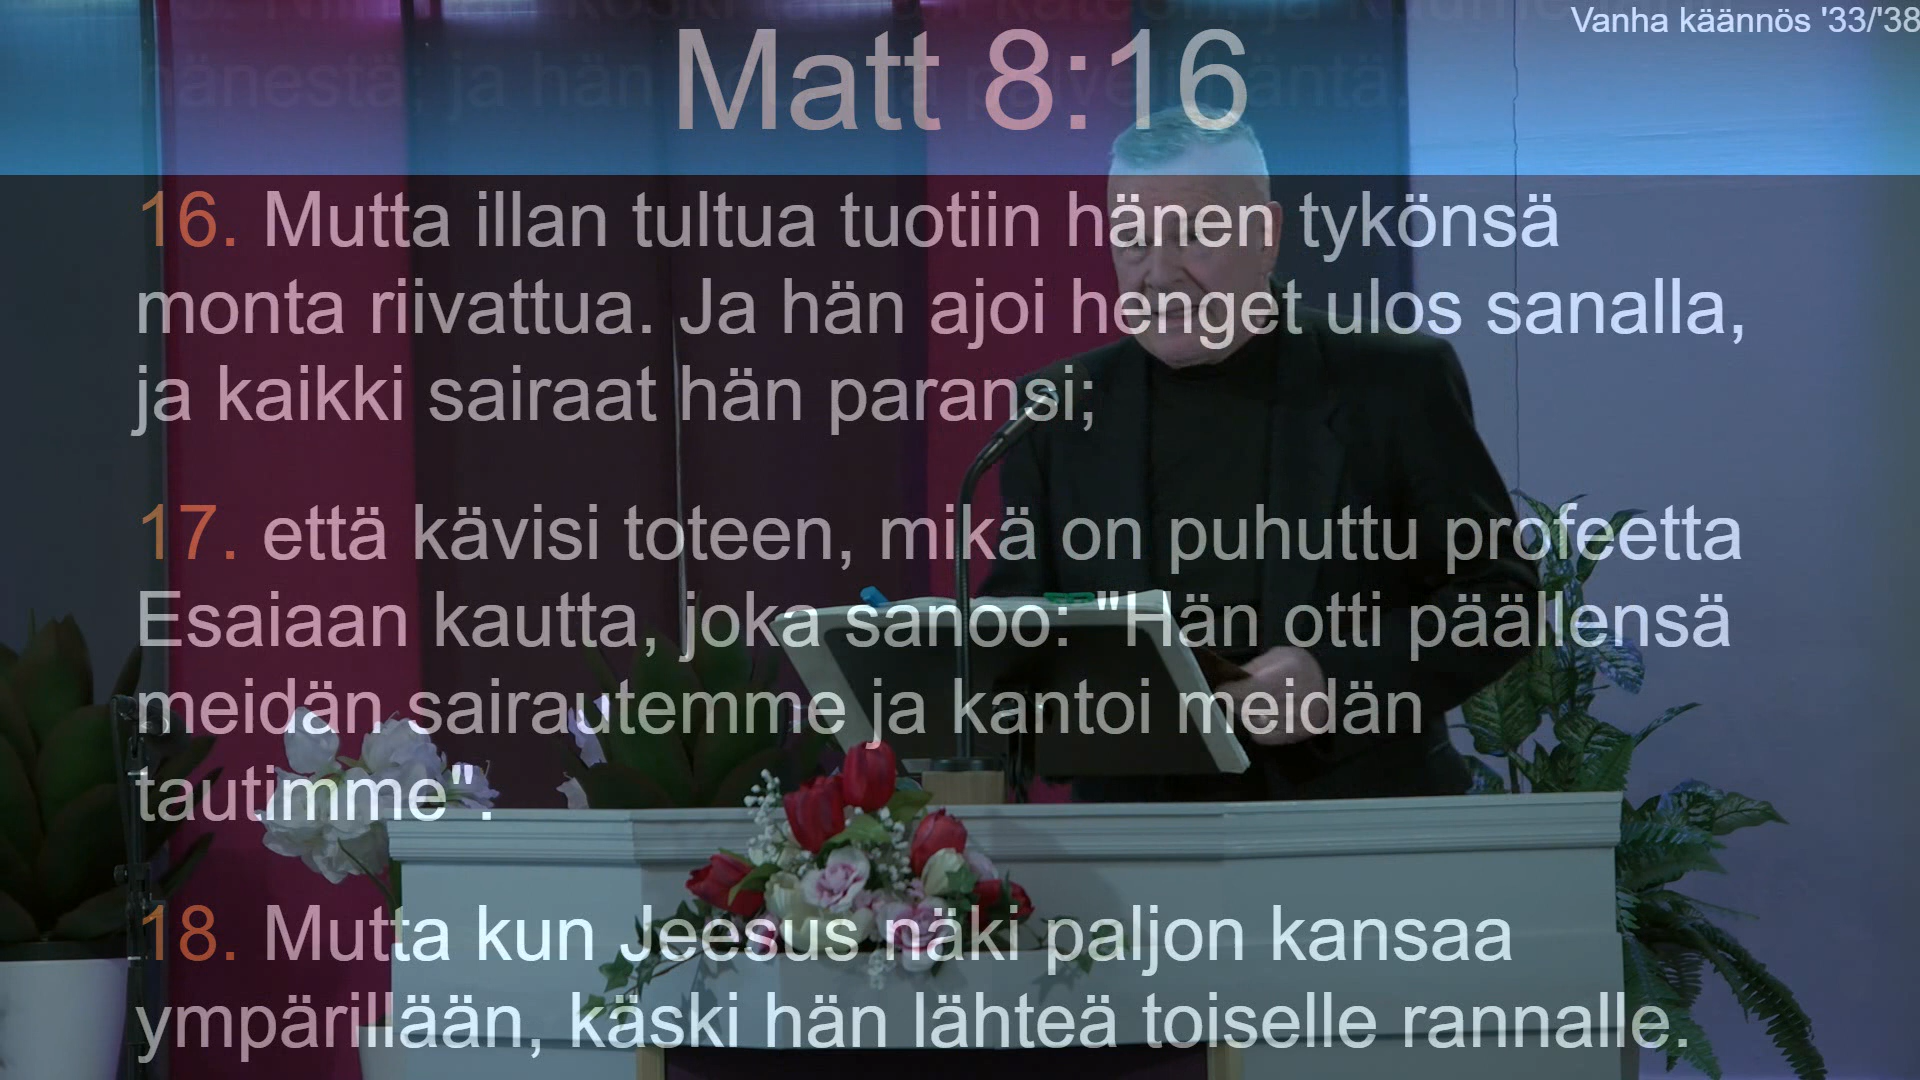 Vanha käännös '33/'38
Matt 8:16
16. Mutta illan tultua tuotiin hänen tykönsä
monta riivattua. Ja hän ajoi henget ulos sanalla,
ja kaikki sairaat hän paransi;
17. että kävisi toteen, mikä on puhuttu profeetta
Esaiaan kautta, joka sanoo: "Hän otti päällensä
meidän sairautemme ja kantoi meidän
tautimme".
18. Mutta kun Jeesus näki paljon kansaa
ympärillään, käski hän lähteä toiselle rannalle.